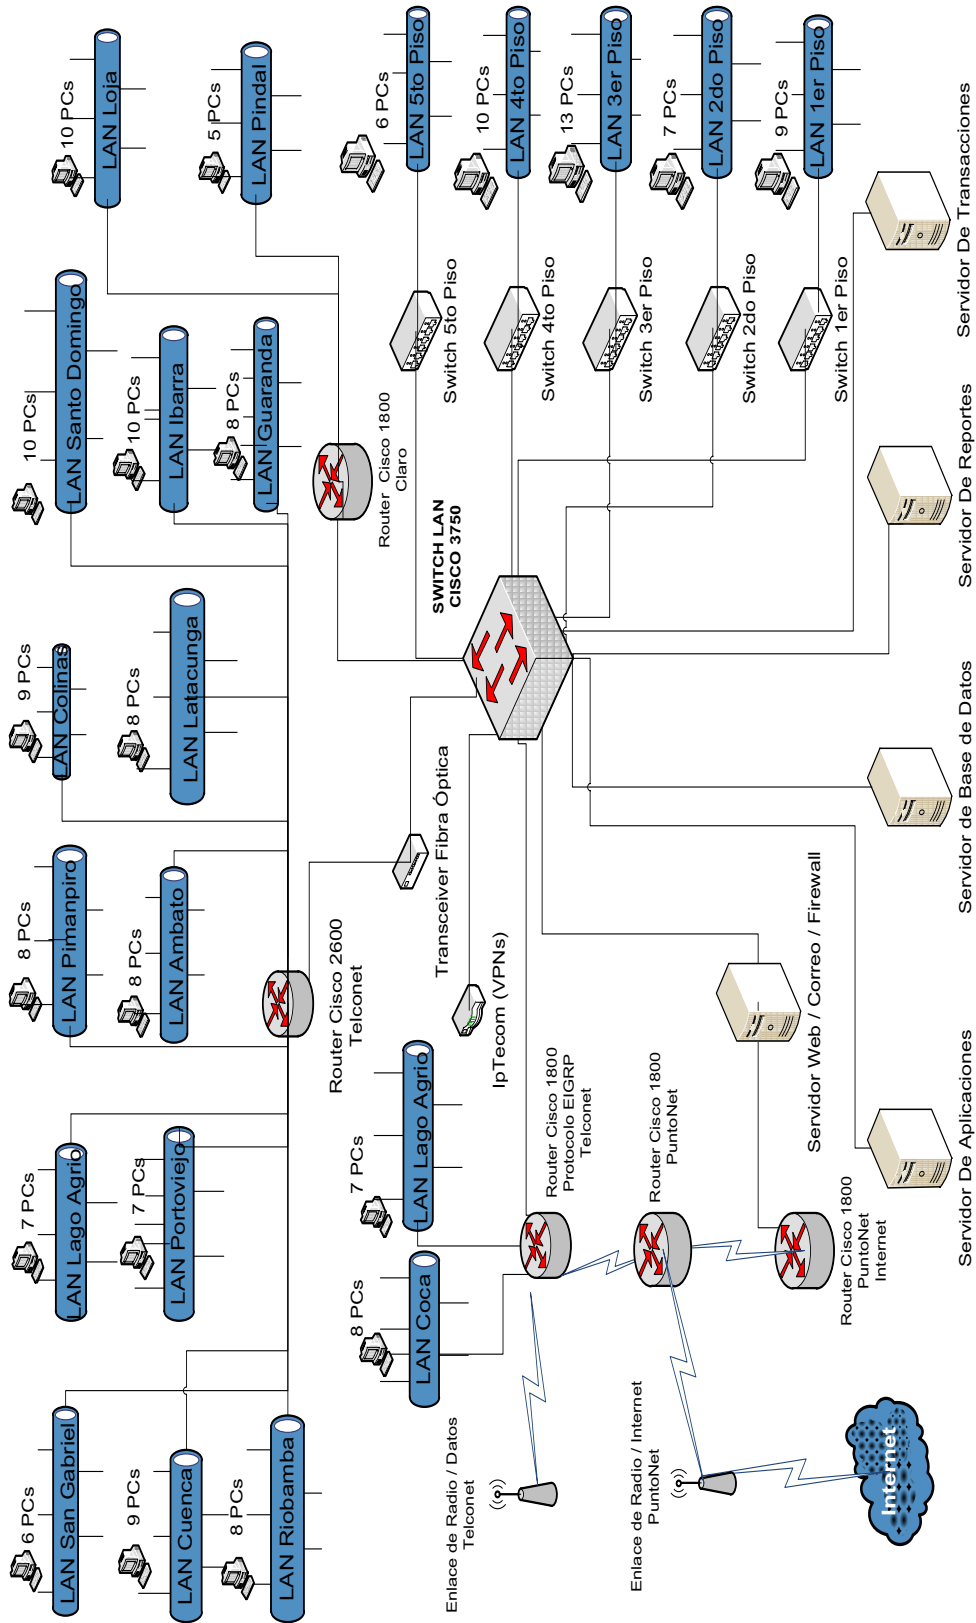 6 PCs
LAN San Gabriel
7 PCs
LAN Lago Agrio
8 PCs
LAN Pimanpiro
9 PCs
LAN Colinas
10 PCs
LAN Santo Domingo
10 PCs
LAN Loja
9 PCs
LAN Cuenca
7 PCs
LAN Portoviejo
8 PCs
LAN Ambato
8 PCs
LAN Latacunga
10 PCs
LAN Ibarra
5 PCs
LAN Pindal
8 PCs
LAN Riobamba
8 PCs
LAN Guaranda
Router Cisco 2600
Telconet
Router Cisco 1800
Claro
8 PCs
LAN Coca
7 PCs
LAN Lago Agrio
Transceiver Fibra Óptica
SWITCH LAN
CISCO 3750
Switch 5to Piso
6 PCs
LAN 5to Piso
Enlace de Radio / Datos
Telconet
IpTecom (VPNs)
Router Cisco 1800
Protocolo EIGRP
Telconet
Switch 4to Piso
10 PCs
LAN 4to Piso
Switch 3er Piso
13 PCs
LAN 3er Piso
Enlace de Radio / Internet
PuntoNet
Router Cisco 1800
PuntoNet
Switch 2do Piso
7 PCs
LAN 2do Piso
Servidor Web / Correo / Firewall
Switch 1er Piso
9 PCs
LAN 1er Piso
Router Cisco 1800
PuntoNet
Internet
Internet
Servidor De Aplicaciones
Servidor de Base de Datos
Servidor De Reportes
Servidor De Transacciones